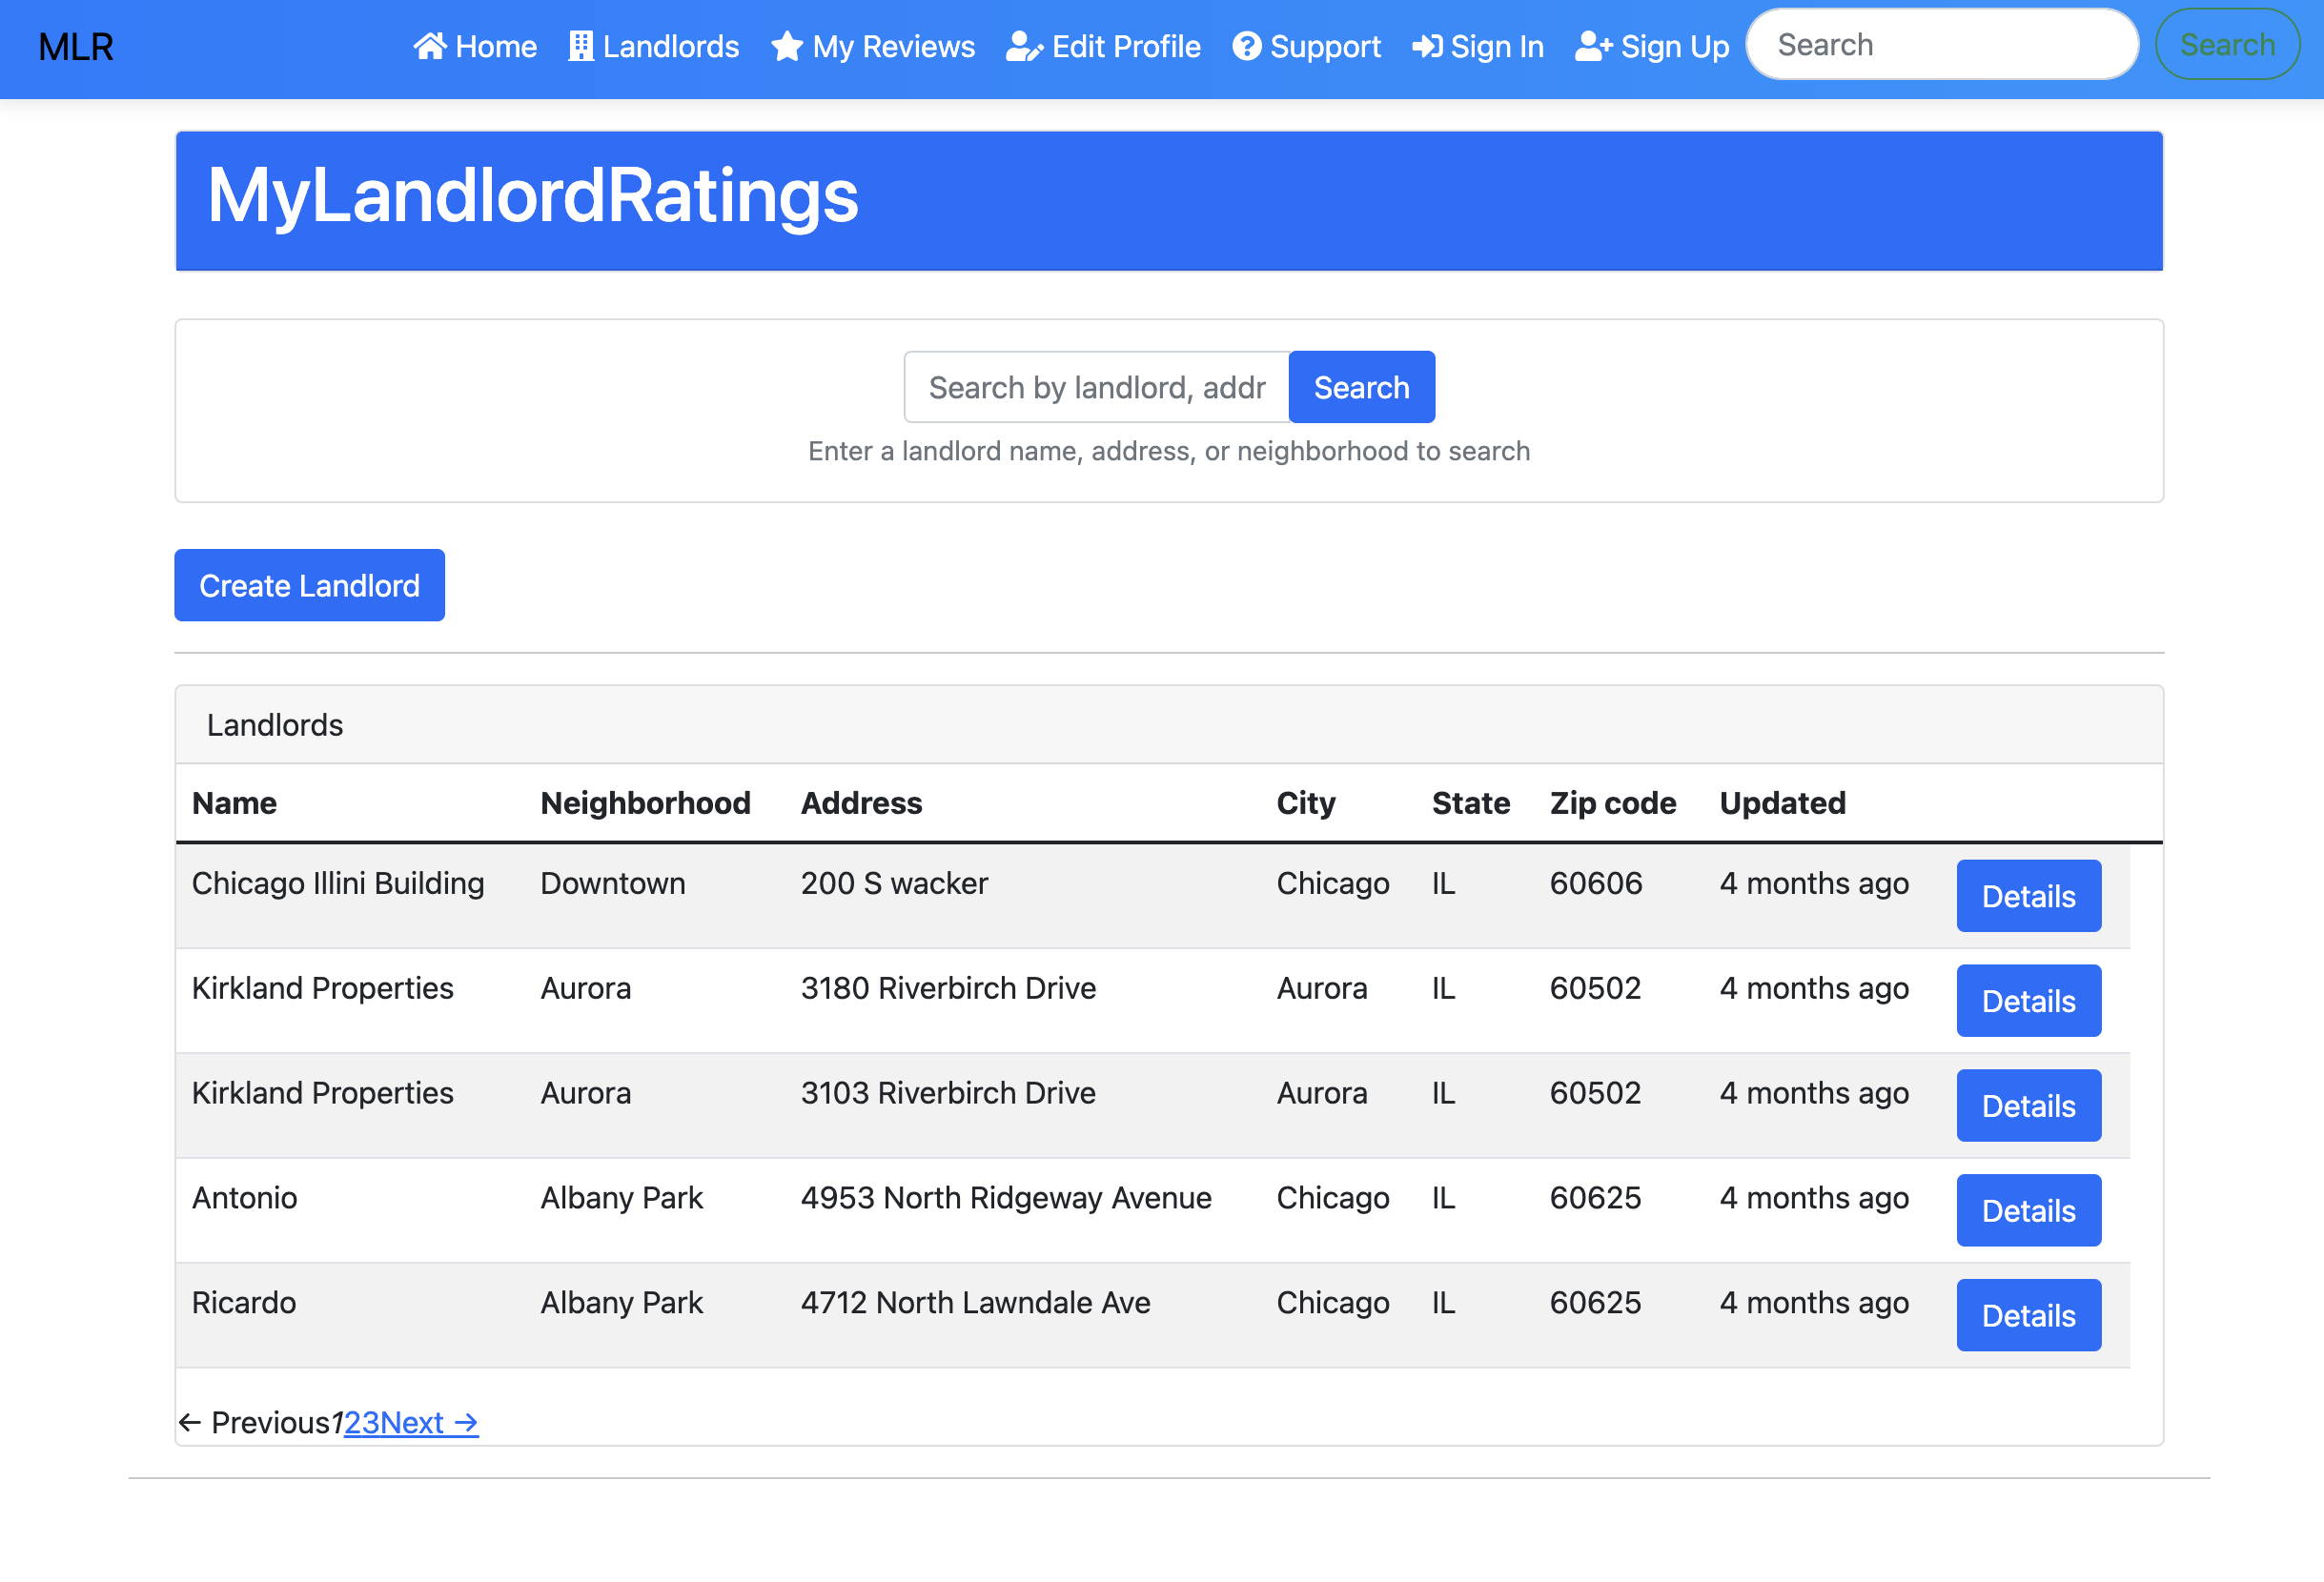 MLR Home Landlords My Reviews Edit Profile Support Sign In Sign Up Search Search
MyLandlordRatings
Search by landlord, addr Search
Enter a landlord name, address, or neighborhood to search
Create Landlord
Landlords
Name Neighborhood Address City State Zip code Updated
Chicago Illini Building Downtown 200 S wacker Chicago IL 60606 4 months ago Details
Kirkland Properties Aurora 3180 Riverbirch Drive Aurora IL 60502 4 months ago Details
Kirkland Properties Aurora 3103 Riverbirch Drive Aurora IL 60502 4 months ago Details
Antonio Albany Park 4953 North Ridgeway Avenue Chicago IL 60625 4 months ago Details
Ricardo Albany Park 4712 North Lawndale Ave Chicago IL 60625 4 months ago Details
← Previous123Next →